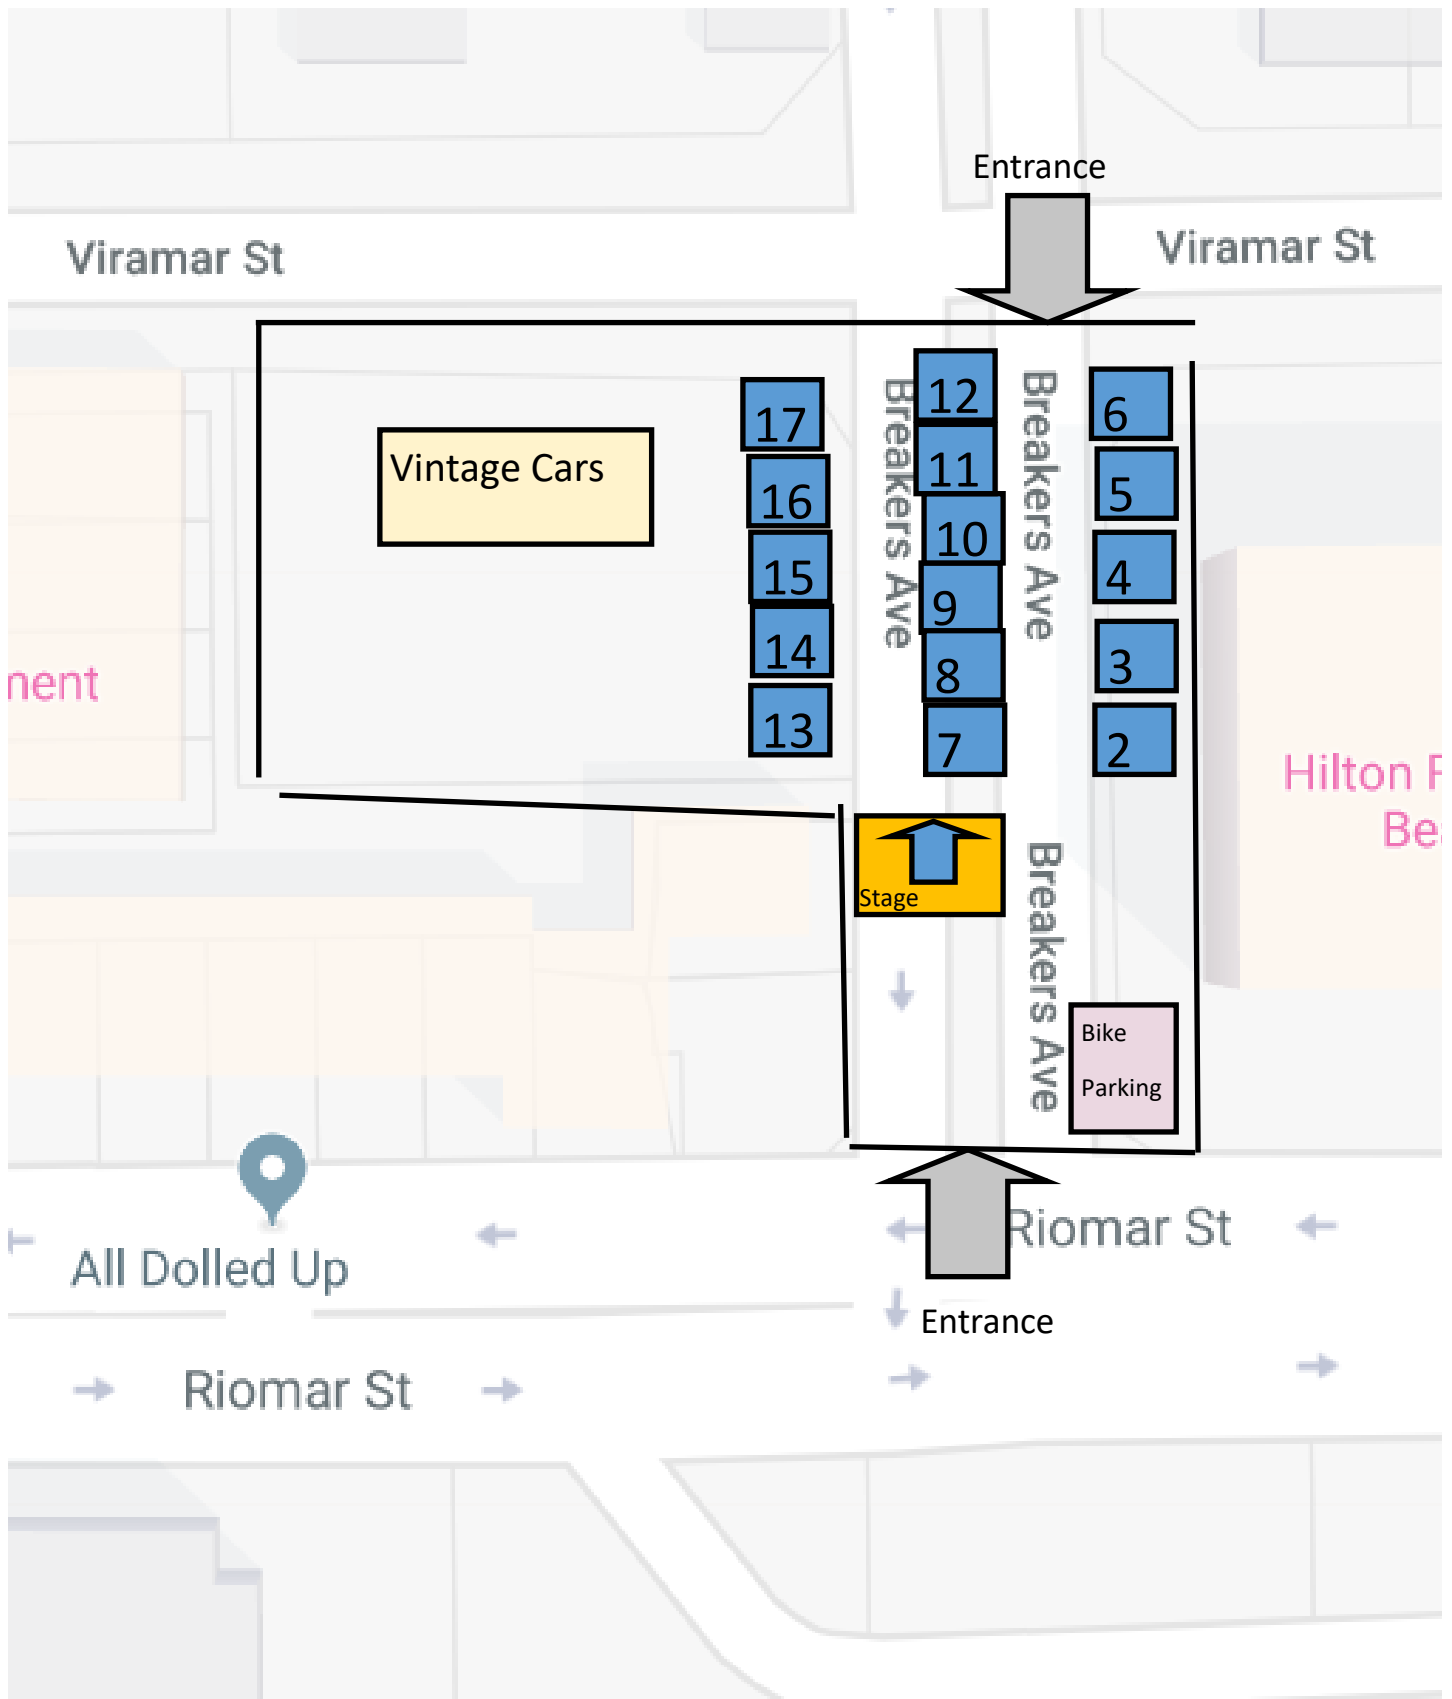 Entrance
Viramar St
Viramar St
12
6
17
Vintage Cars
11
5
16
10
4
15
9
14
3
8
13
7
2
Breakers Ave
Breakers Ave
nent
Hilton
Stage
Breakers Ave
Bike
Parking
Riomar St
All Dolled Up
Entrance
Riomar St